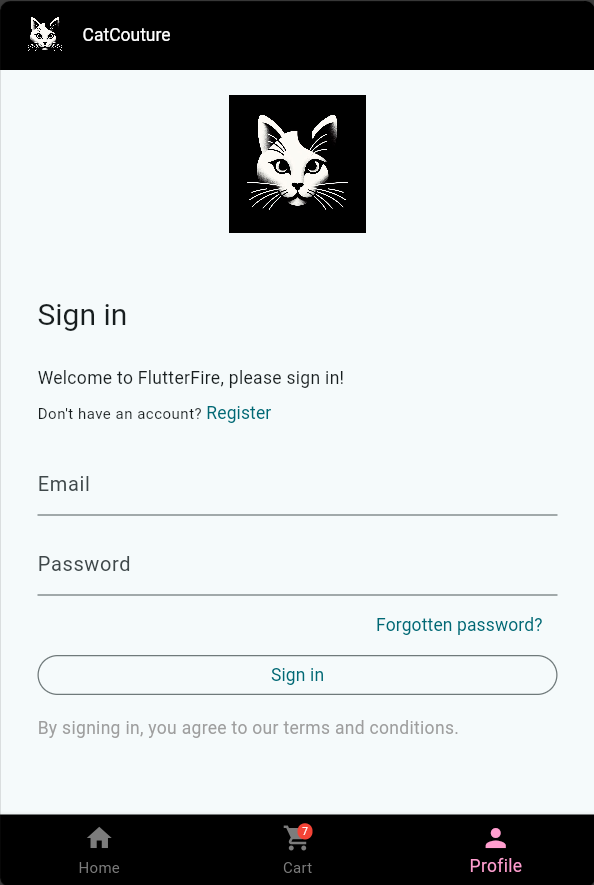 CatCouture
Sign in
Welcome to FlutterFire, please sign in!
Don't have an account? Register
Email
Password
Forgotten password?
Sign in
By signing in, you agree to our terms and conditions.
7
Home
Cart
Profile